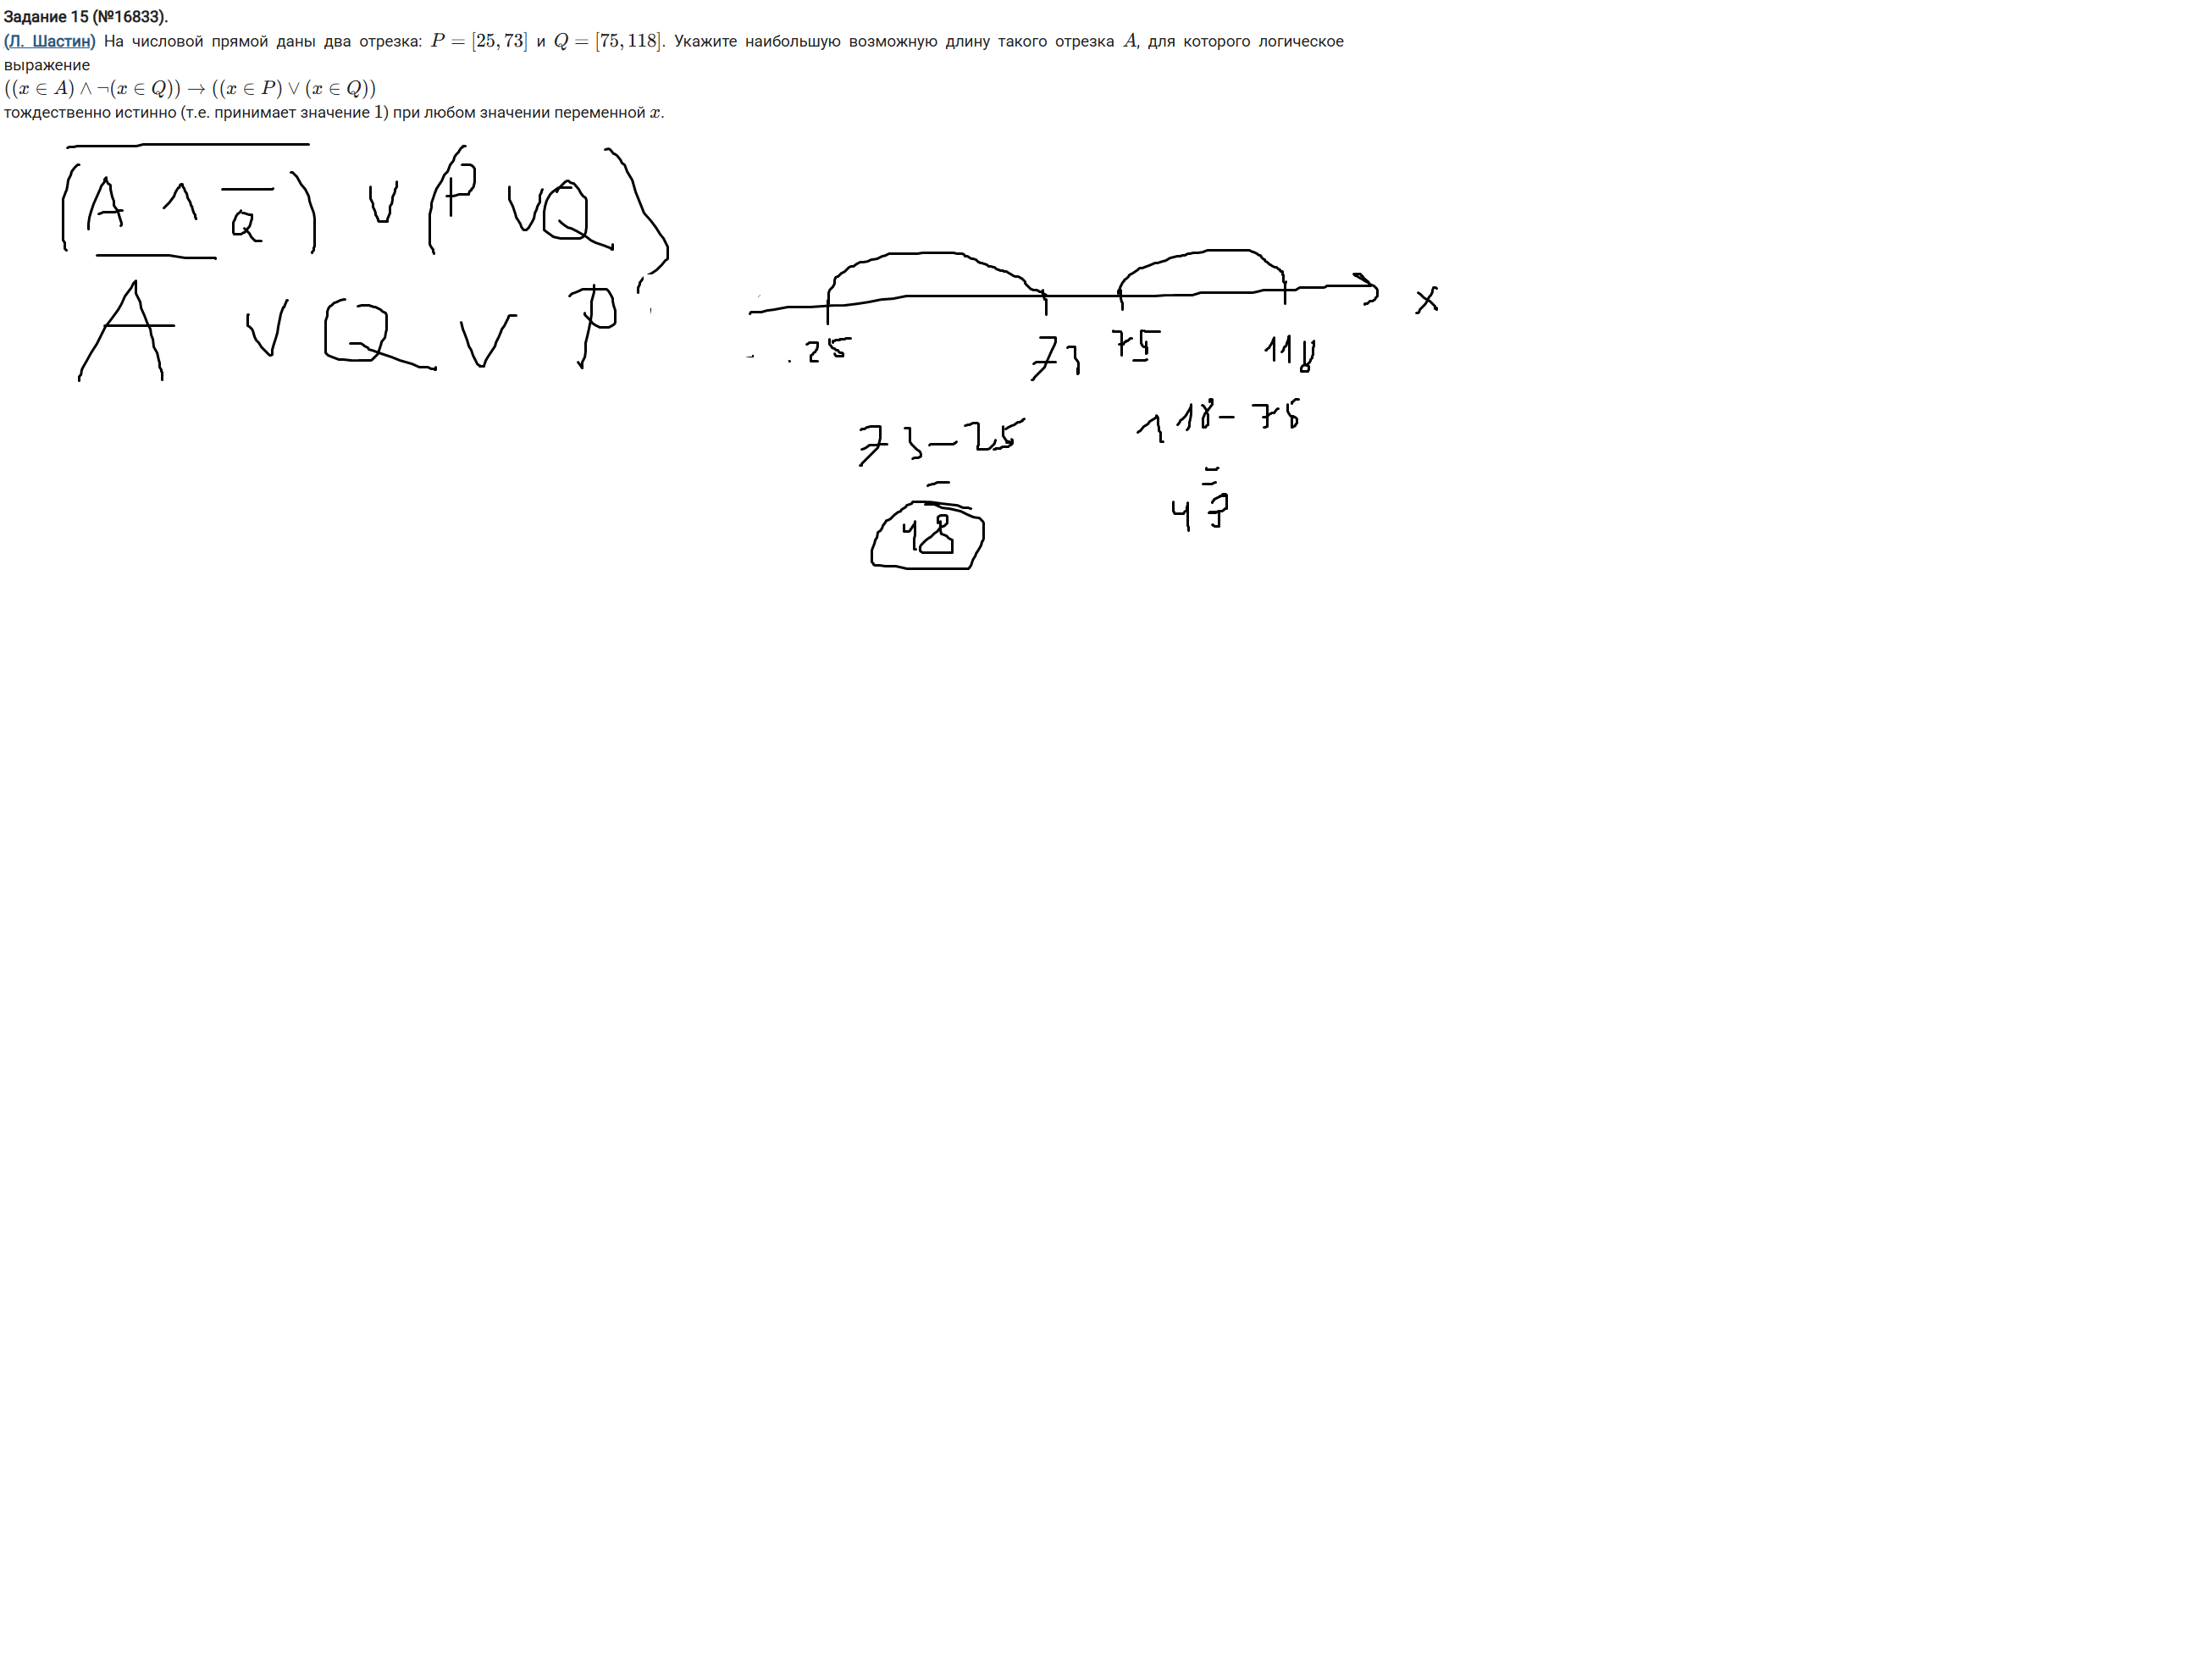 Задание 15 (№16833).
(Л. Шастин) На числовой прямой даны два отрезка: P = [25, 73] и Q = [75, 118]. Укажите наибольшую возможную длину такого отрезка A, для которого логическое
выражение
((x ∈ A) ∧ ¬(x ∈ Q)) → ((x ∈ P) ∨ (x ∈ Q))
тождественно истинно (т.е. принимает значение 1) при любом значении переменной x.
(A ∧ Q̅) ∨ (P ∨ Q)
A ∨ Q ∨ P
25 73 75 118 x
73 - 25 118 - 75
= =
48 43